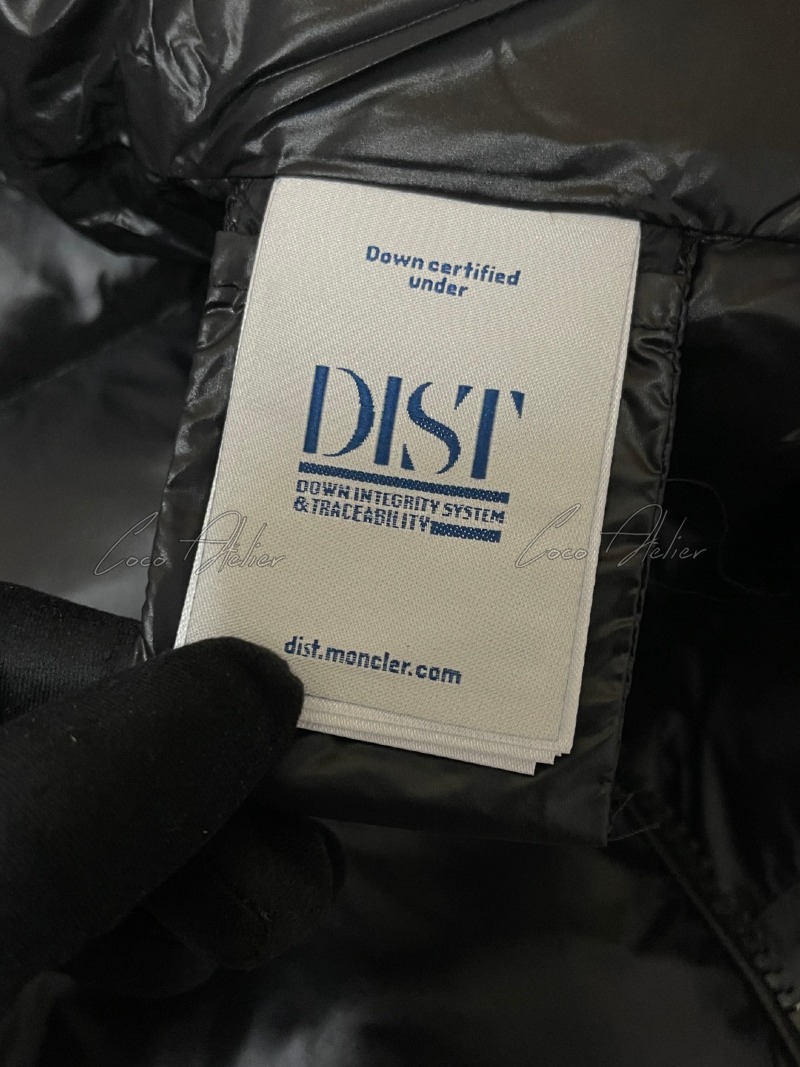 Down certified
under
DIST
DOWN INTEGRITY SYSTEM
& TRACEABILITY
Coco Atelier Coco Atelier
dist.moncler.com